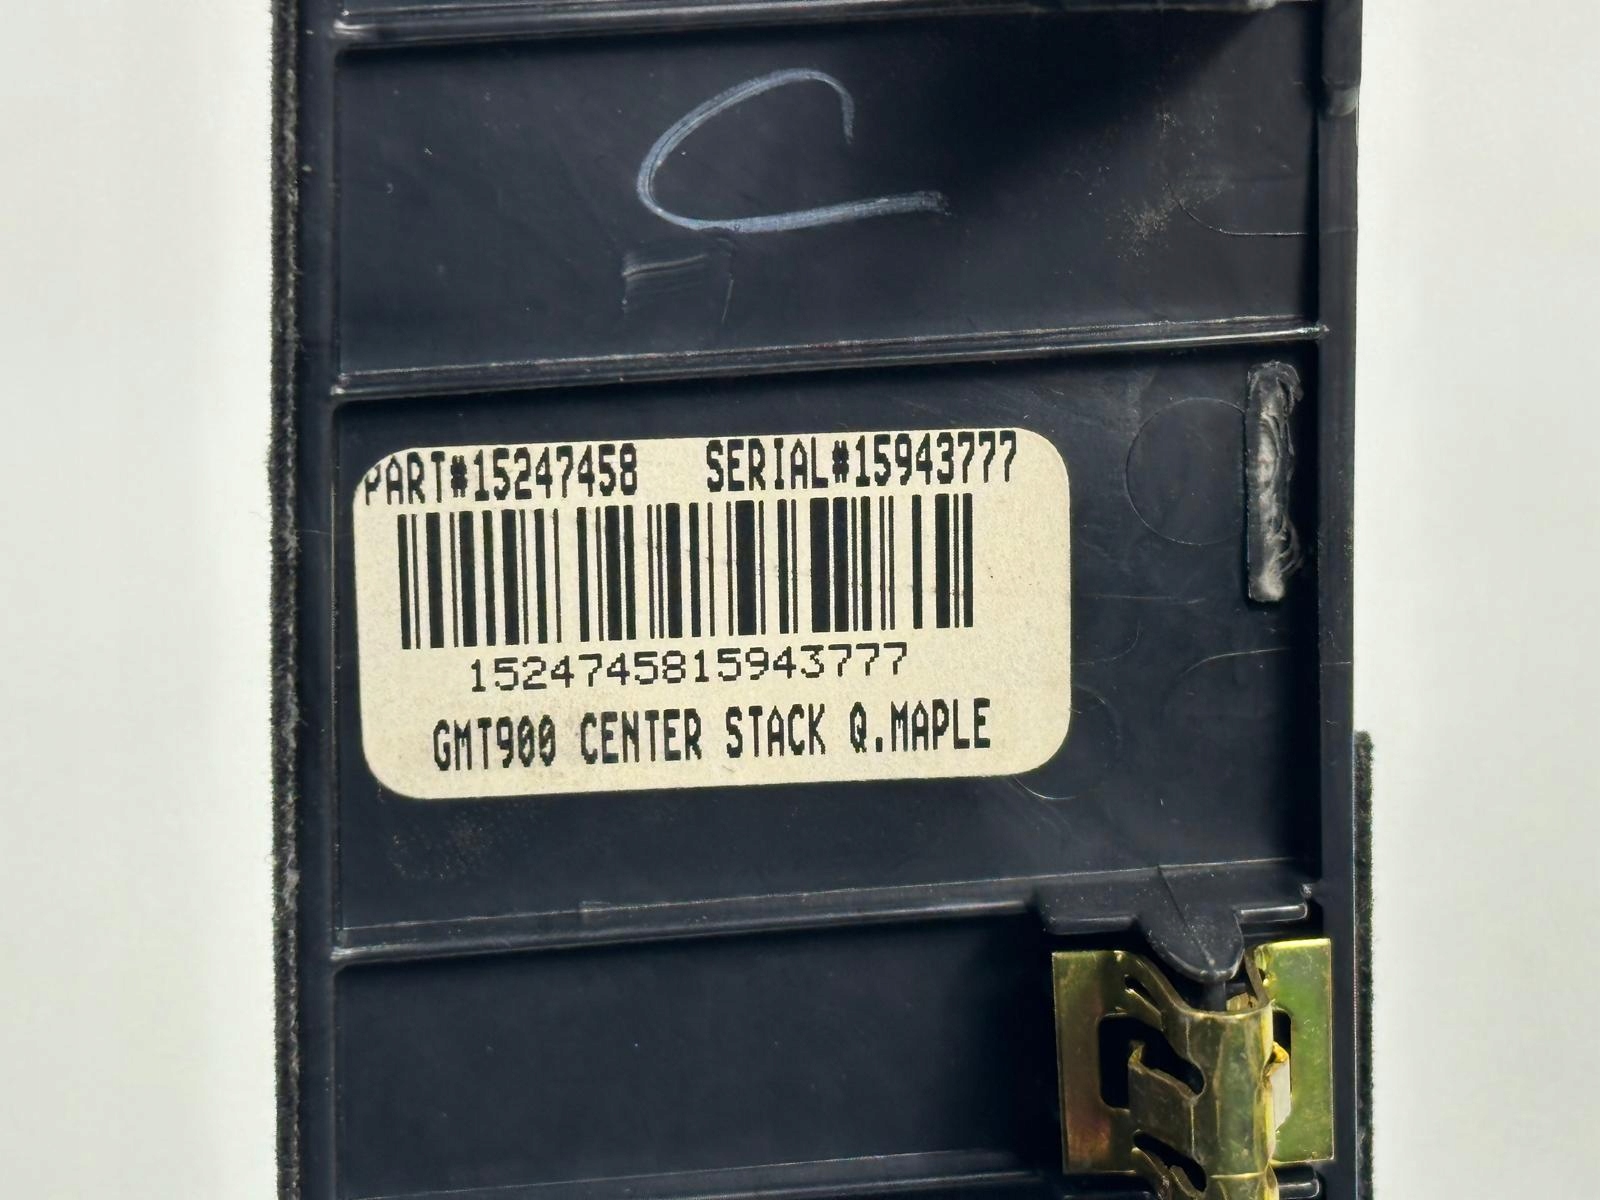 C
PART#15247458 SERIAL#15943777
1524745815943777
GMT900 CENTER STACK Q.MAPLE